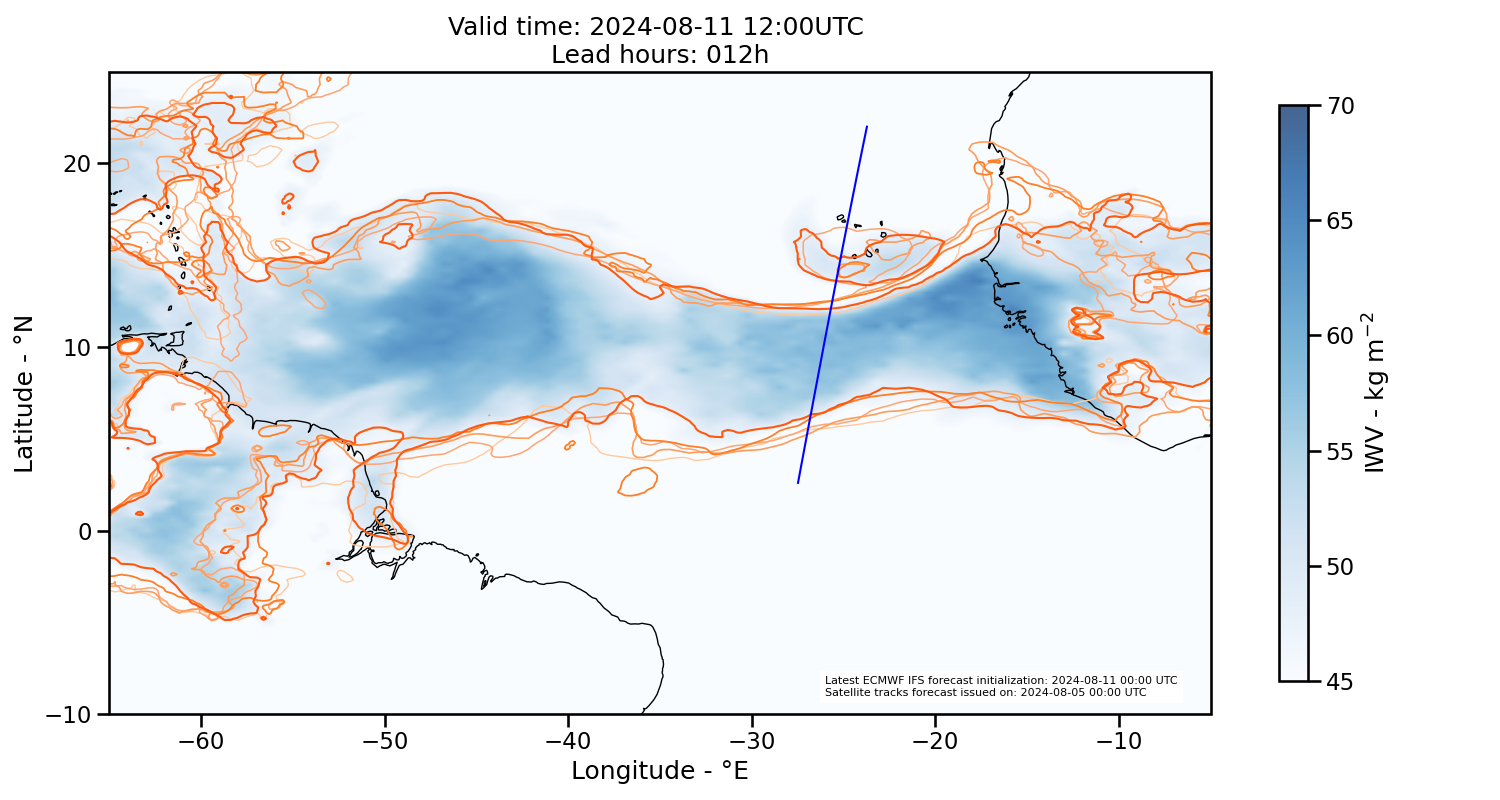 Valid time: 2024-08-11 12:00UTC
Lead hours: 012h
20
10
0
−10
Latitude - °N
−60
−50
−40
−30
−20
−10
Longitude - °E
Latest ECMWF IFS forecast initialization: 2024-08-11 00:00 UTC
Satellite tracks forecast issued on: 2024-08-05 00:00 UTC
70
65
60
55
50
45
IWV - kg m⁻²